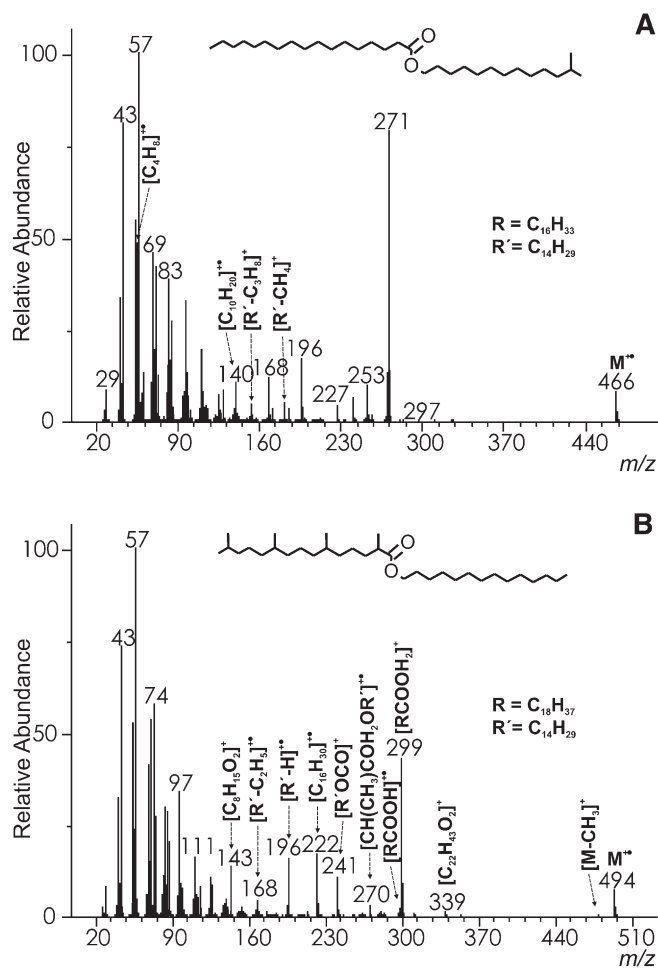 A
Relative Abundance
100
50
0
57
43
[C₄H₈]⁺•
69
83
29
[C₁₀H₂₀]⁺•
140
[R´-C₃H₈]⁺
168
[R´-CH₄]⁺
196
227
253
271
297
O
O
R = C₁₆H₃₃
R´= C₁₄H₂₉
M⁺•
466
20 90 160 230 300 370 440
m/z
B
Relative Abundance
100
50
0
57
43
74
97
111
[C₈H₁₅O₂]⁺
143
[R´-C₂H₅]⁺•
168
[R´-H]⁺•
196
[C₁₆H₃₀]⁺•
222
[R´OCO]⁺
241
[CH(CH₃)COH₂OR´]⁺•
270
[RCOOH]⁺•
[RCOOH₂]⁺
299
[C₂₂H₄₃O₂]⁺
339
O
O
R = C₁₈H₃₇
R´= C₁₄H₂₉
[M-CH₃]⁺
M⁺•
494
20 90 160 230 300 370 440 510
m/z